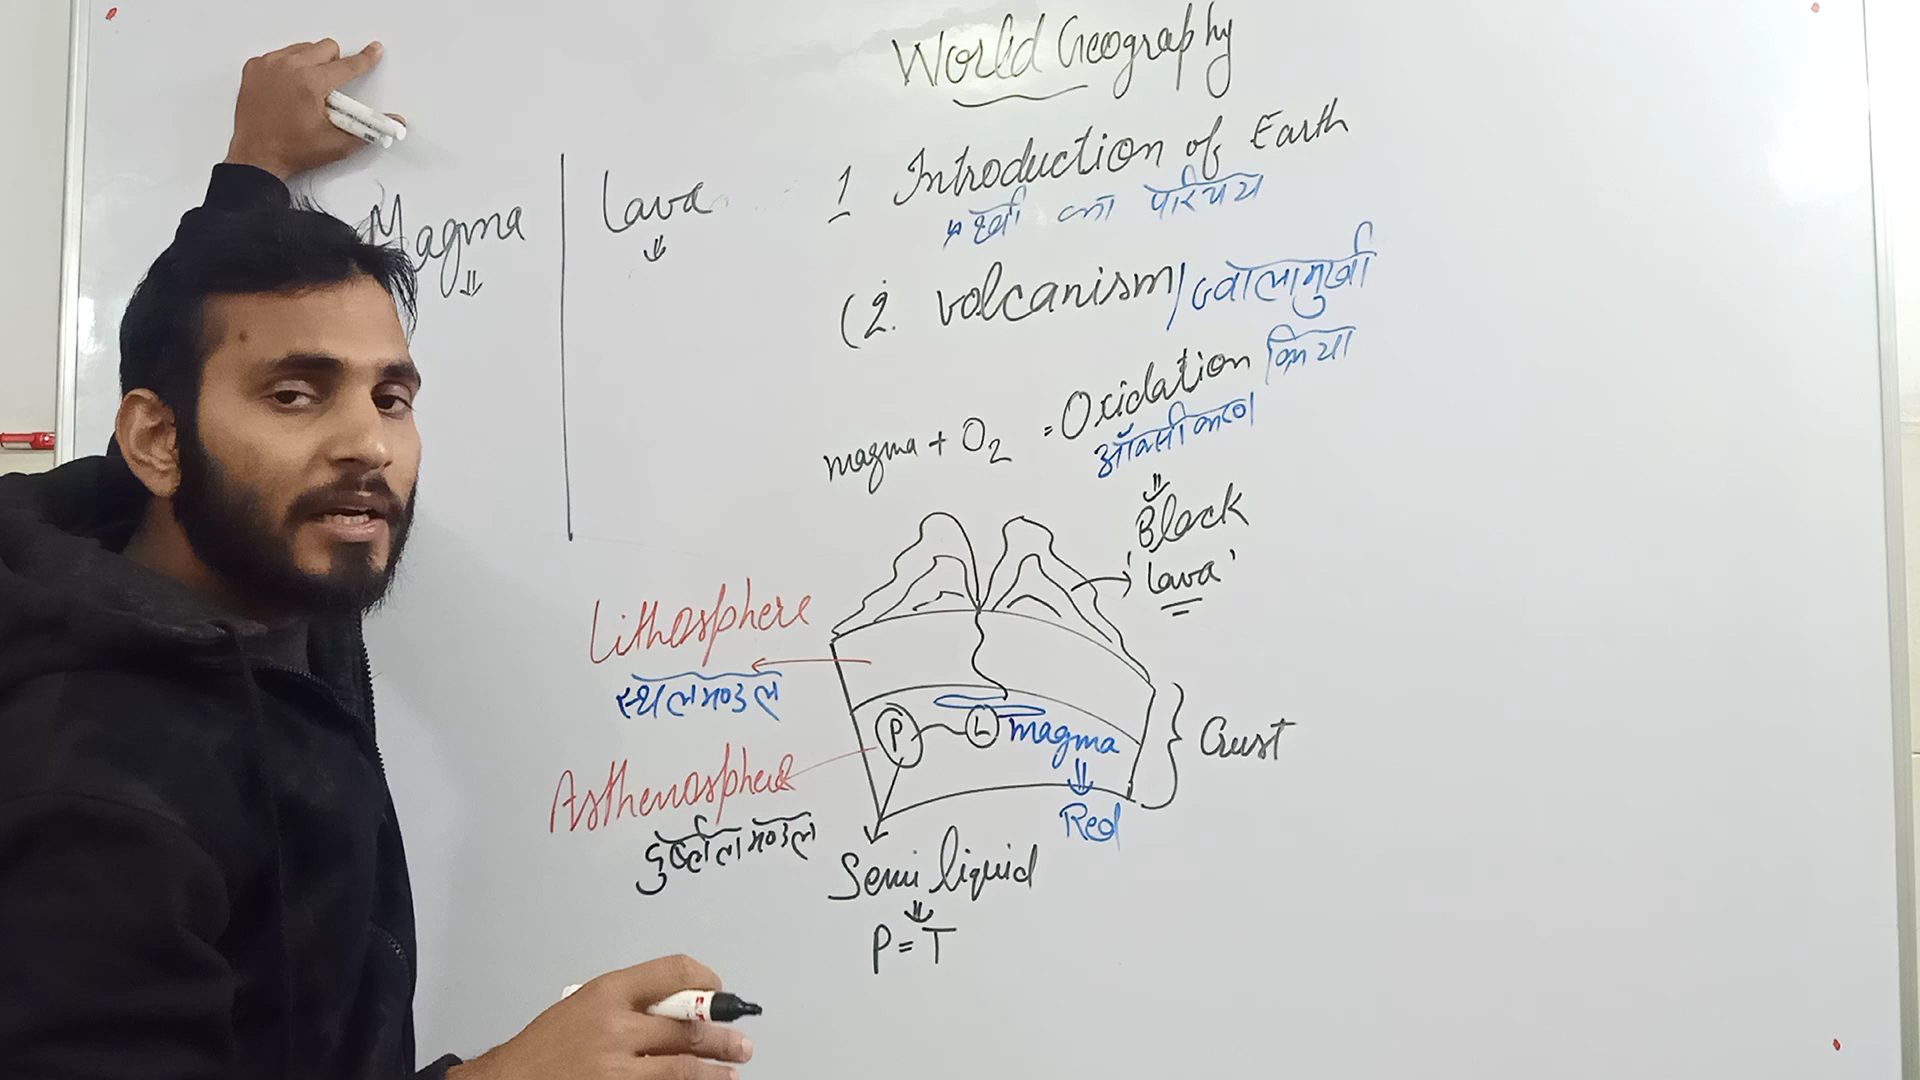 World Geography
Magma | Lava
1 Introduction of Earth
पृथ्वी का परिचय
(2. volcanism/ज्वालामुखी
क्रिया
magma + O2 = Oxidation
ऑक्सीकरण
Black
'Lava'
Lithosphere
स्थलमण्डल
P L magma
Crust
Red
Asthenosphere
दुर्बलतामण्डल
Semi liquid
P = T